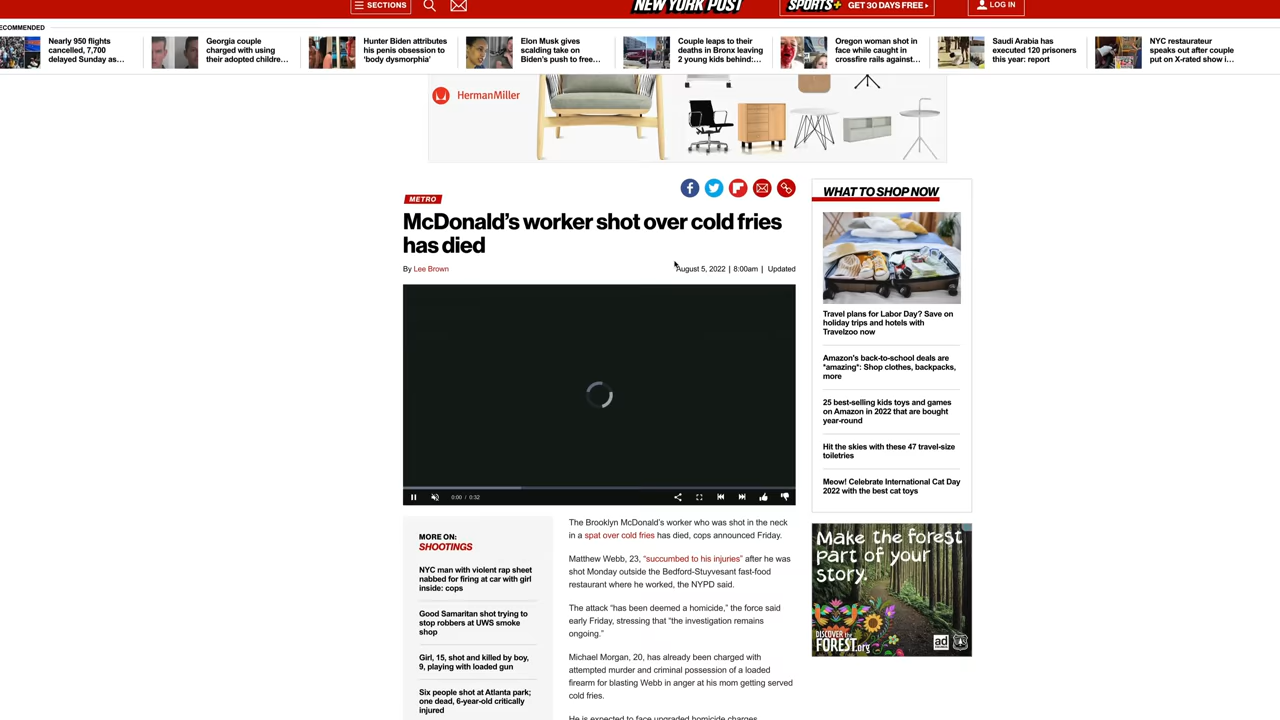 SECTIONS
NEW YORK POST
SPORTS+ GET 30 DAYS FREE ▸
LOG IN
ECOMMENDED
Nearly 950 flights
cancelled, 7,700
delayed Sunday as…
Georgia couple
charged with using
their adopted childre…
Hunter Biden attributes
his penis obsession to
'body dysmorphia'
Elon Musk gives
scalding take on
Biden's push to free…
Couple leaps to their
deaths in Bronx leaving
2 young kids behind:…
Oregon woman shot in
face while caught in
crossfire rails against…
Saudi Arabia has
executed 120 prisoners
this year: report
NYC restaurateur
speaks out after couple
put on X-rated show i…
HermanMiller
METRO
McDonald's worker shot over cold fries
has died
By Lee Brown
August 5, 2022 | 8:00am | Updated
0:00 / 0:32
MORE ON:
SHOOTINGS
NYC man with violent rap sheet
nabbed for firing at car with girl
inside: cops
Good Samaritan shot trying to
stop robbers at UWS smoke
shop
Girl, 15, shot and killed by boy,
9, playing with loaded gun
Six people shot at Atlanta park;
one dead, 6-year-old critically
injured
The Brooklyn McDonald's worker who was shot in the neck
in a spat over cold fries has died, cops announced Friday.
Matthew Webb, 23, “succumbed to his injuries” after he was
shot Monday outside the Bedford-Stuyvesant fast-food
restaurant where he worked, the NYPD said.
The attack “has been deemed a homicide,” the force said
early Friday, stressing that “the investigation remains
ongoing.”
Michael Morgan, 20, has already been charged with
attempted murder and criminal possession of a loaded
firearm for blasting Webb in anger at his mom getting served
cold fries.
He is expected to face upgraded homicide charges
WHAT TO SHOP NOW
Travel plans for Labor Day? Save on
holiday trips and hotels with
Travelzoo now
Amazon's back-to-school deals are
*amazing*: Shop clothes, backpacks,
more
25 best-selling kids toys and games
on Amazon in 2022 that are bought
year-round
Hit the skies with these 47 travel-size
toiletries
Meow! Celebrate International Cat Day
2022 with the best cat toys
Make the forest
part of your
story.
DISCOVER the
FOREST.org
ad